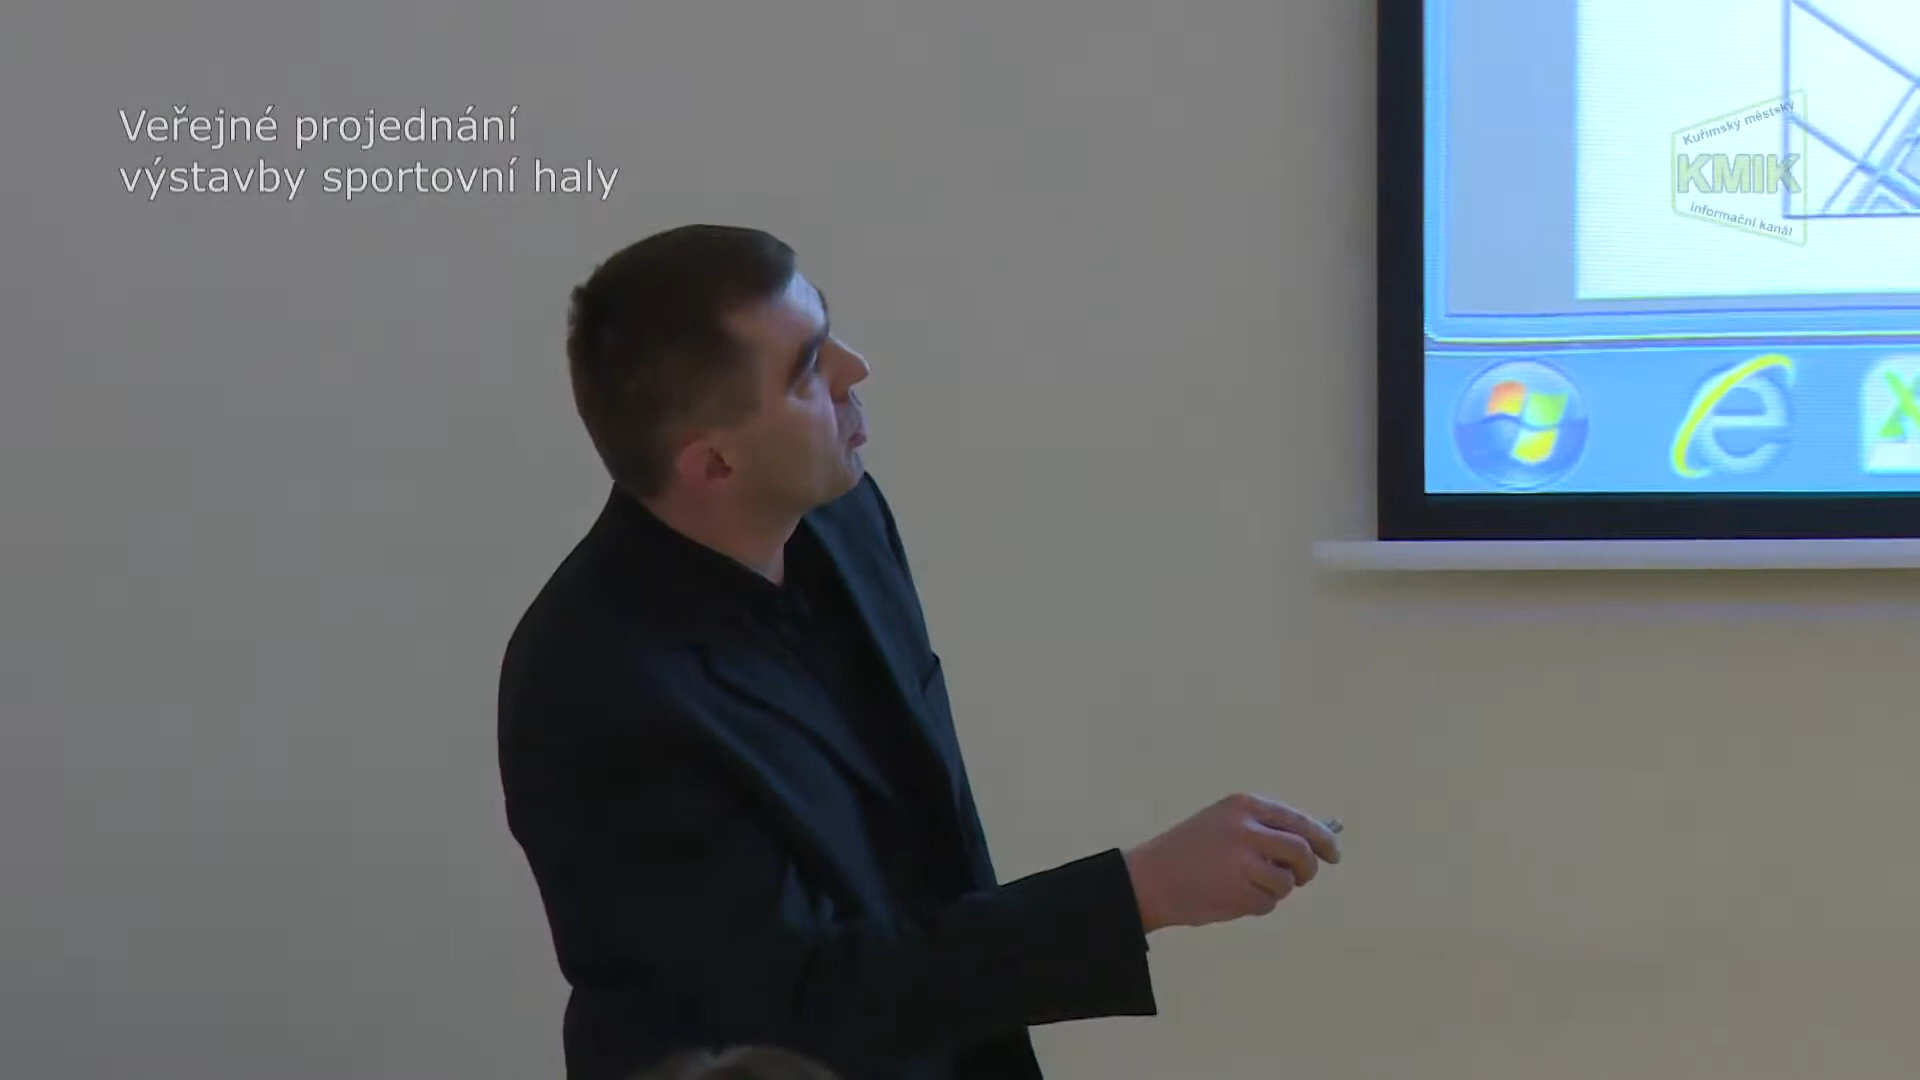 Veřejné projednání
výstavby sportovní haly
Kuřimský městský
KMIK
informační kanál